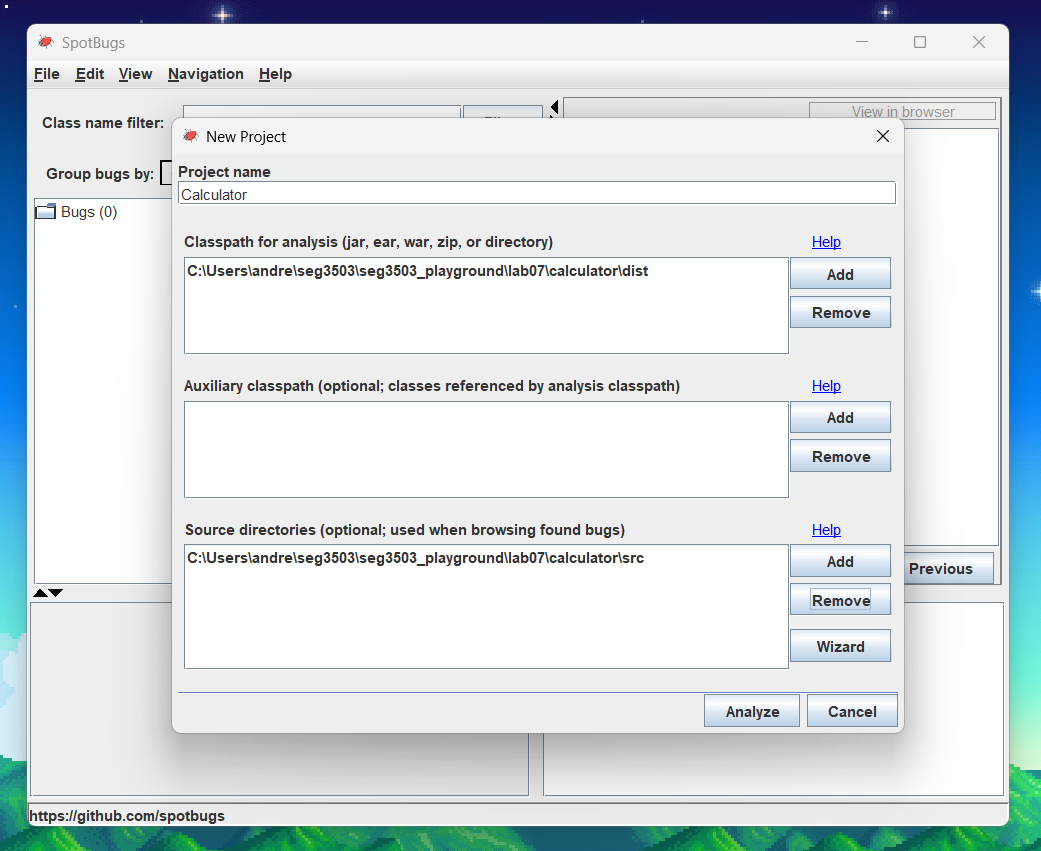 SpotBugs
File Edit View Navigation Help
Class name filter:
View in browser
New Project
Group bugs by:
Project name
Calculator
Bugs (0)
Classpath for analysis (jar, ear, war, zip, or directory) Help
C:\Users\andre\seg3503\seg3503_playground\lab07\calculator\dist
Add
Remove
Auxiliary classpath (optional; classes referenced by analysis classpath) Help
Add
Remove
Source directories (optional; used when browsing found bugs) Help
C:\Users\andre\seg3503\seg3503_playground\lab07\calculator\src
Add
Previous
Remove
Wizard
Analyze Cancel
https://github.com/spotbugs